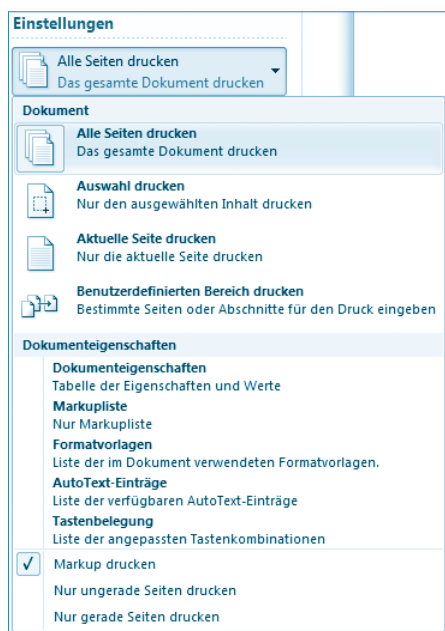 Einstellungen
Alle Seiten drucken
Das gesamte Dokument drucken
Dokument
Alle Seiten drucken
Das gesamte Dokument drucken
Auswahl drucken
Nur den ausgewählten Inhalt drucken
Aktuelle Seite drucken
Nur die aktuelle Seite drucken
Benutzerdefinierten Bereich drucken
Bestimmte Seiten oder Abschnitte für den Druck eingeben
Dokumenteigenschaften
Dokumenteigenschaften
Tabelle der Eigenschaften und Werte
Markupliste
Nur Markupliste
Formatvorlagen
Liste der im Dokument verwendeten Formatvorlagen.
AutoText-Einträge
Liste der verfügbaren AutoText-Einträge
Tastenbelegung
Liste der angepassten Tastenkombinationen
Markup drucken
Nur ungerade Seiten drucken
Nur gerade Seiten drucken